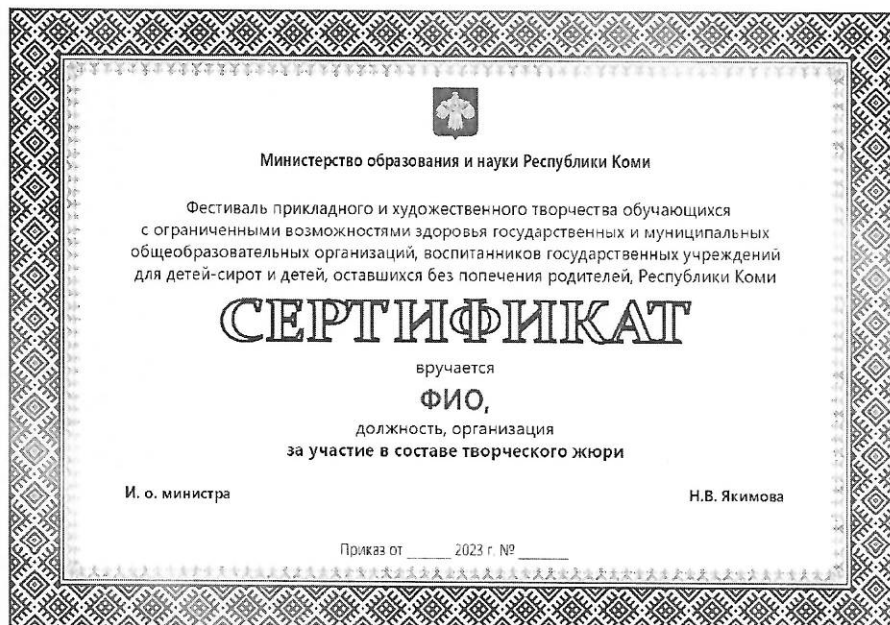 Министерство образования и науки Республики Коми
Фестиваль прикладного и художественного творчества обучающихся
с ограниченными возможностями здоровья государственных и муниципальных
общеобразовательных организаций, воспитанников государственных учреждений
для детей-сирот и детей, оставшихся без попечения родителей, Республики Коми
СЕРТИФИКАТ
вручается
ФИО,
должность, организация
за участие в составе творческого жюри
И. о. министра Н.В. Якимова
Приказ от ______ 2023 г. № ______